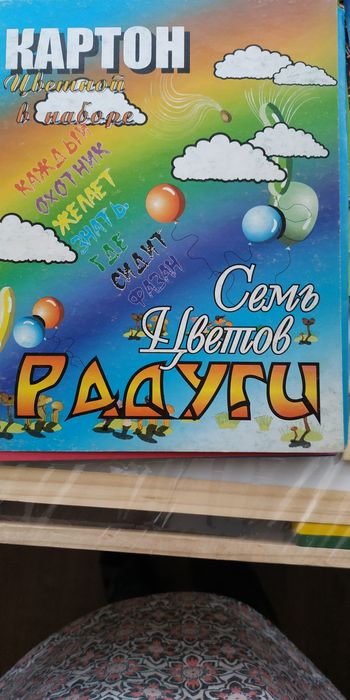 КАРТОН
Цветной
в наборе
КАЖДЫЙ
ОХОТНИК
ЖЕЛАЕТ
ЗНАТЬ,
ГДЕ
СИДИТ
ФАЗАН
Семь
Цветов
РАДУГИ